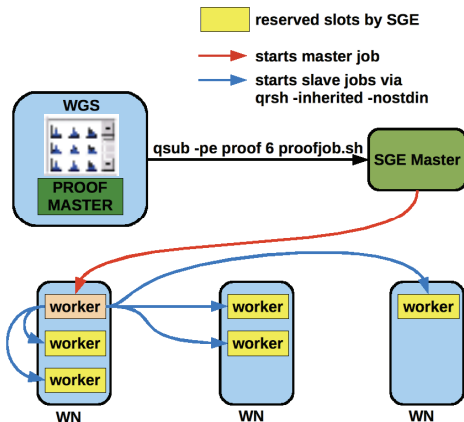 reserved slots by SGE
starts master job
starts slave jobs via
qrsh -inherited -nostdin
WGS
PROOF
MASTER
qsub -pe proof 6 proofjob.sh
SGE Master
worker
worker
worker
WN
worker
worker
WN
worker
WN